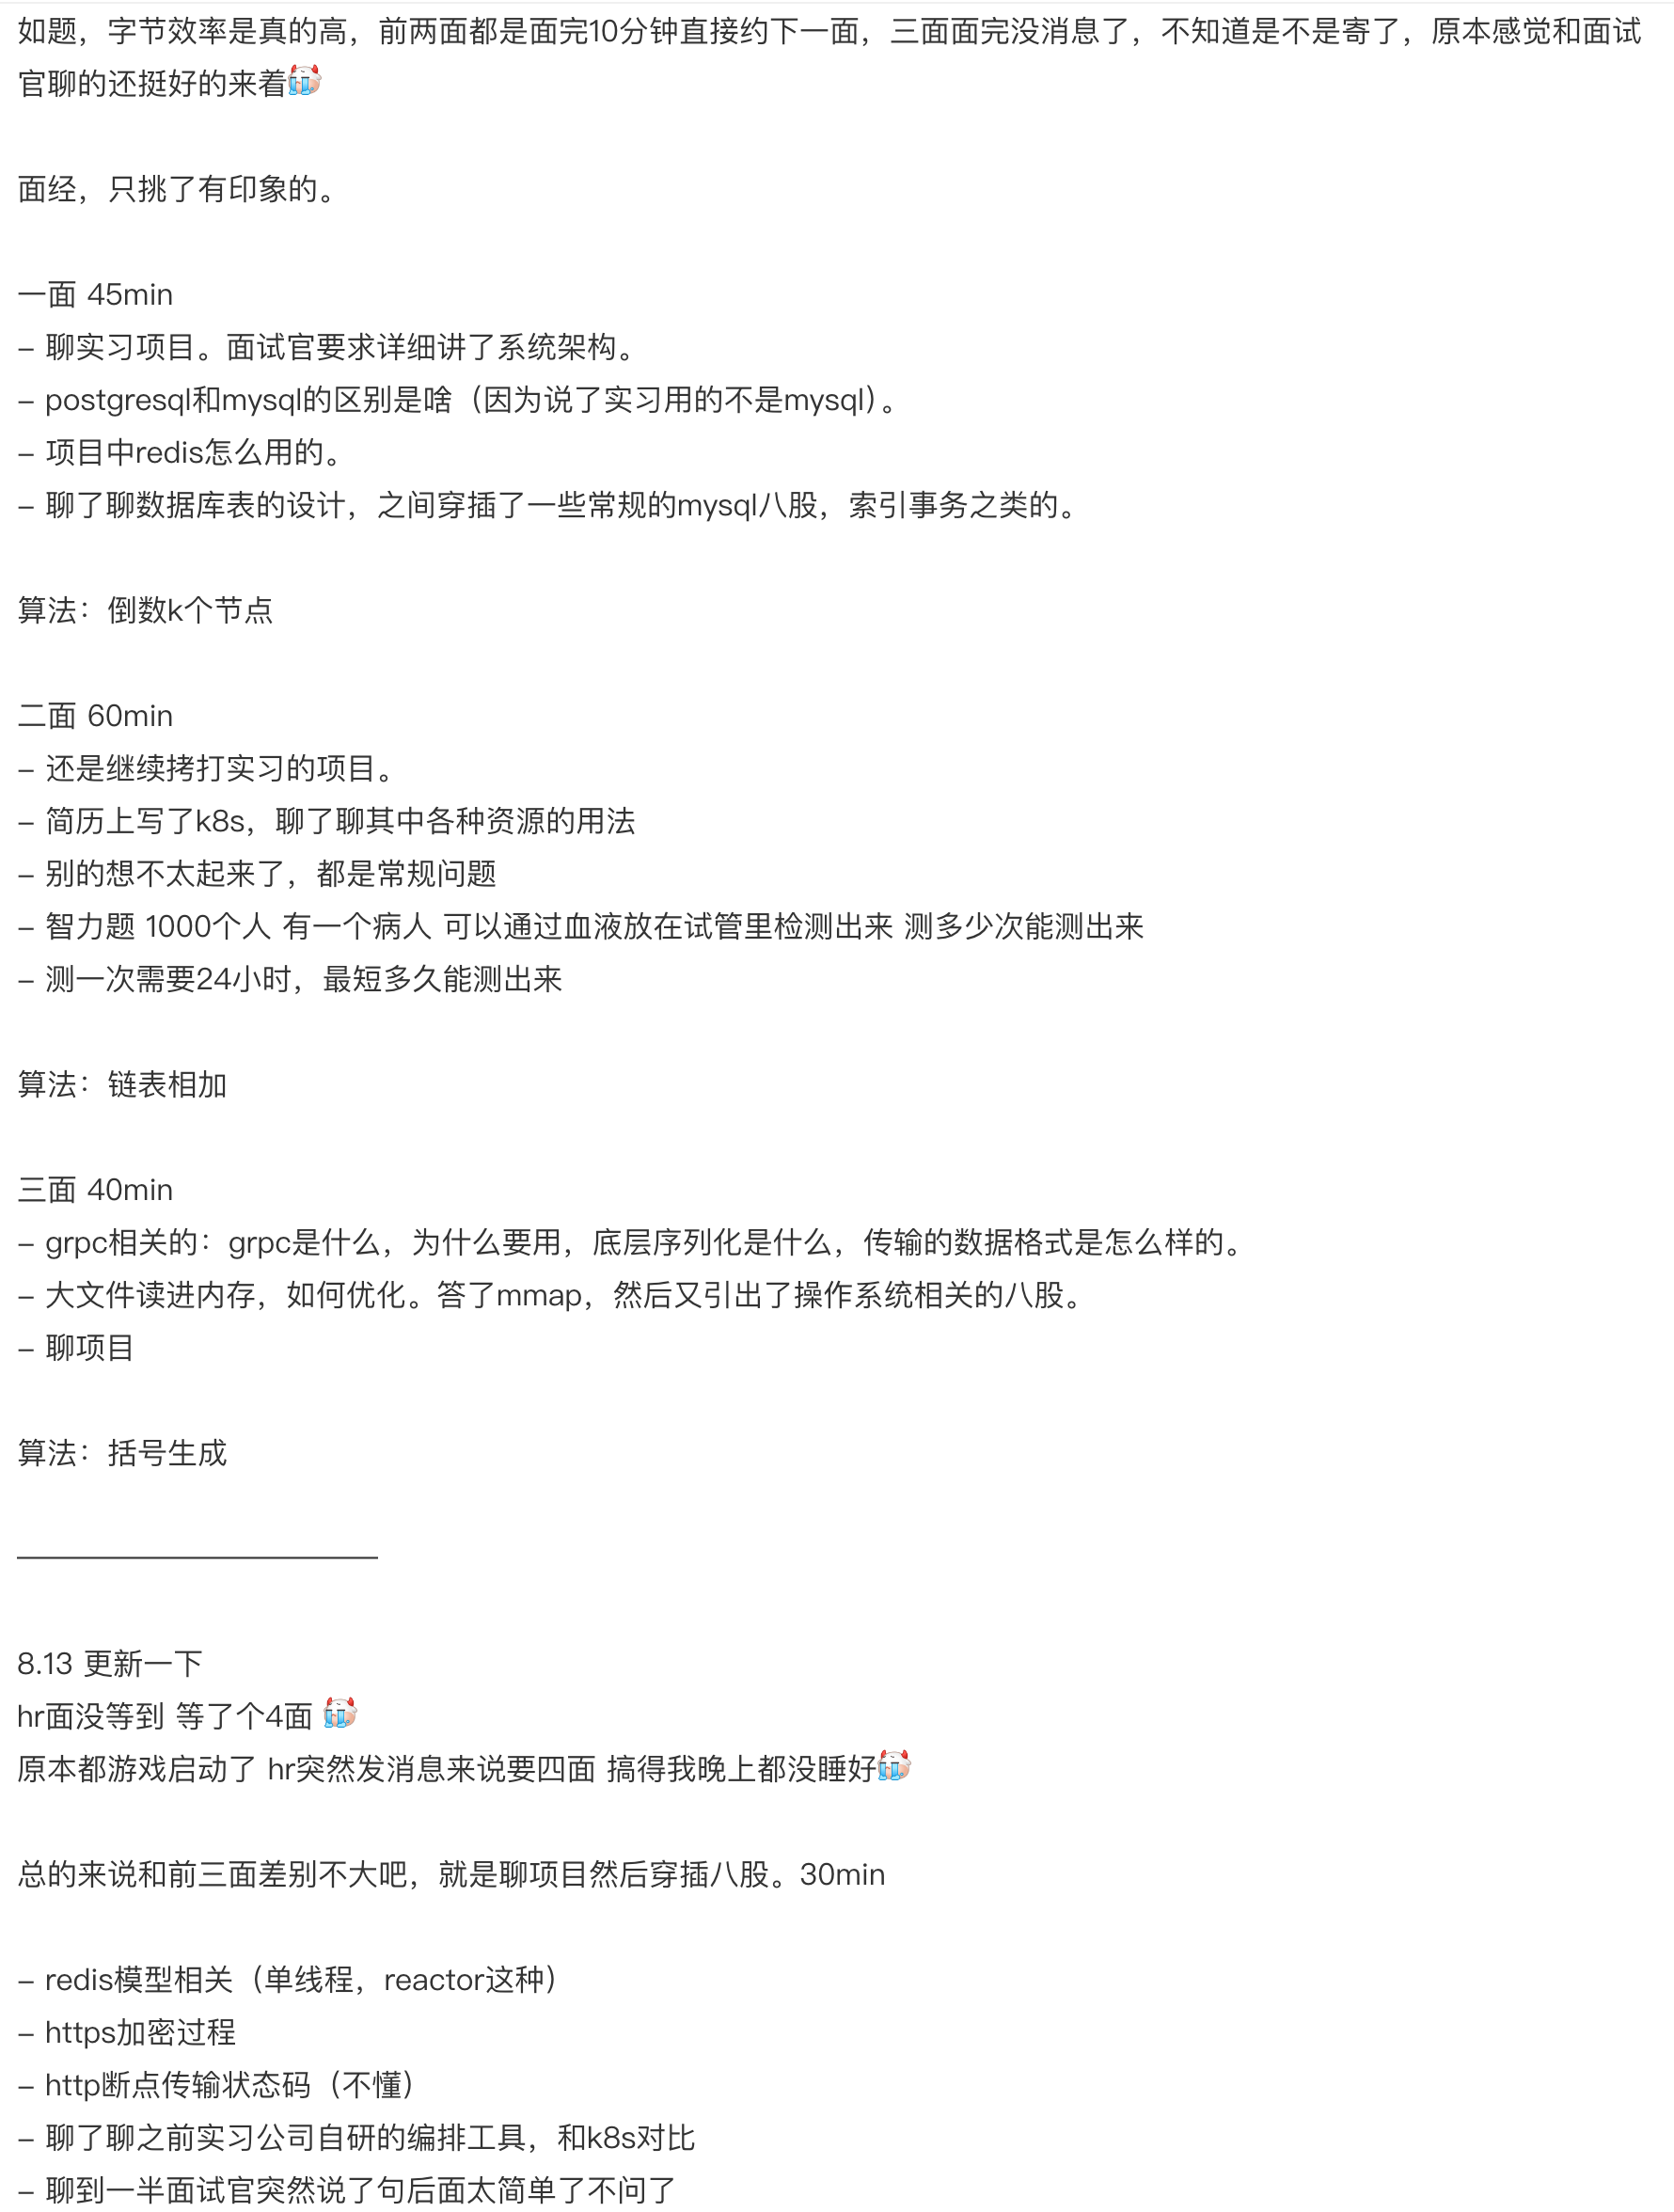 如题，字节效率是真的高，前两面都是面完10分钟直接约下一面，三面面完没消息了，不知道是不是寄了，原本感觉和面试
官聊的还挺好的来着
面经，只挑了有印象的。
一面 45min
– 聊实习项目。面试官要求详细讲了系统架构。
– postgresql和mysql的区别是啥（因为说了实习用的不是mysql）。
– 项目中redis怎么用的。
– 聊了聊数据库表的设计，之间穿插了一些常规的mysql八股，索引事务之类的。
算法：倒数k个节点
二面 60min
– 还是继续拷打实习的项目。
– 简历上写了k8s，聊了聊其中各种资源的用法
– 别的想不太起来了，都是常规问题
– 智力题 1000个人 有一个病人 可以通过血液放在试管里检测出来 测多少次能测出来
– 测一次需要24小时，最短多久能测出来
算法：链表相加
三面 40min
– grpc相关的：grpc是什么，为什么要用，底层序列化是什么，传输的数据格式是怎么样的。
– 大文件读进内存，如何优化。答了mmap，然后又引出了操作系统相关的八股。
– 聊项目
算法：括号生成
————————————
8.13 更新一下
hr面没等到 等了个4面
原本都游戏启动了 hr突然发消息来说要四面 搞得我晚上都没睡好
总的来说和前三面差别不大吧，就是聊项目然后穿插八股。30min
– redis模型相关（单线程，reactor这种）
– https加密过程
– http断点传输状态码（不懂）
– 聊了聊之前实习公司自研的编排工具，和k8s对比
– 聊到一半面试官突然说了句后面太简单了不问了